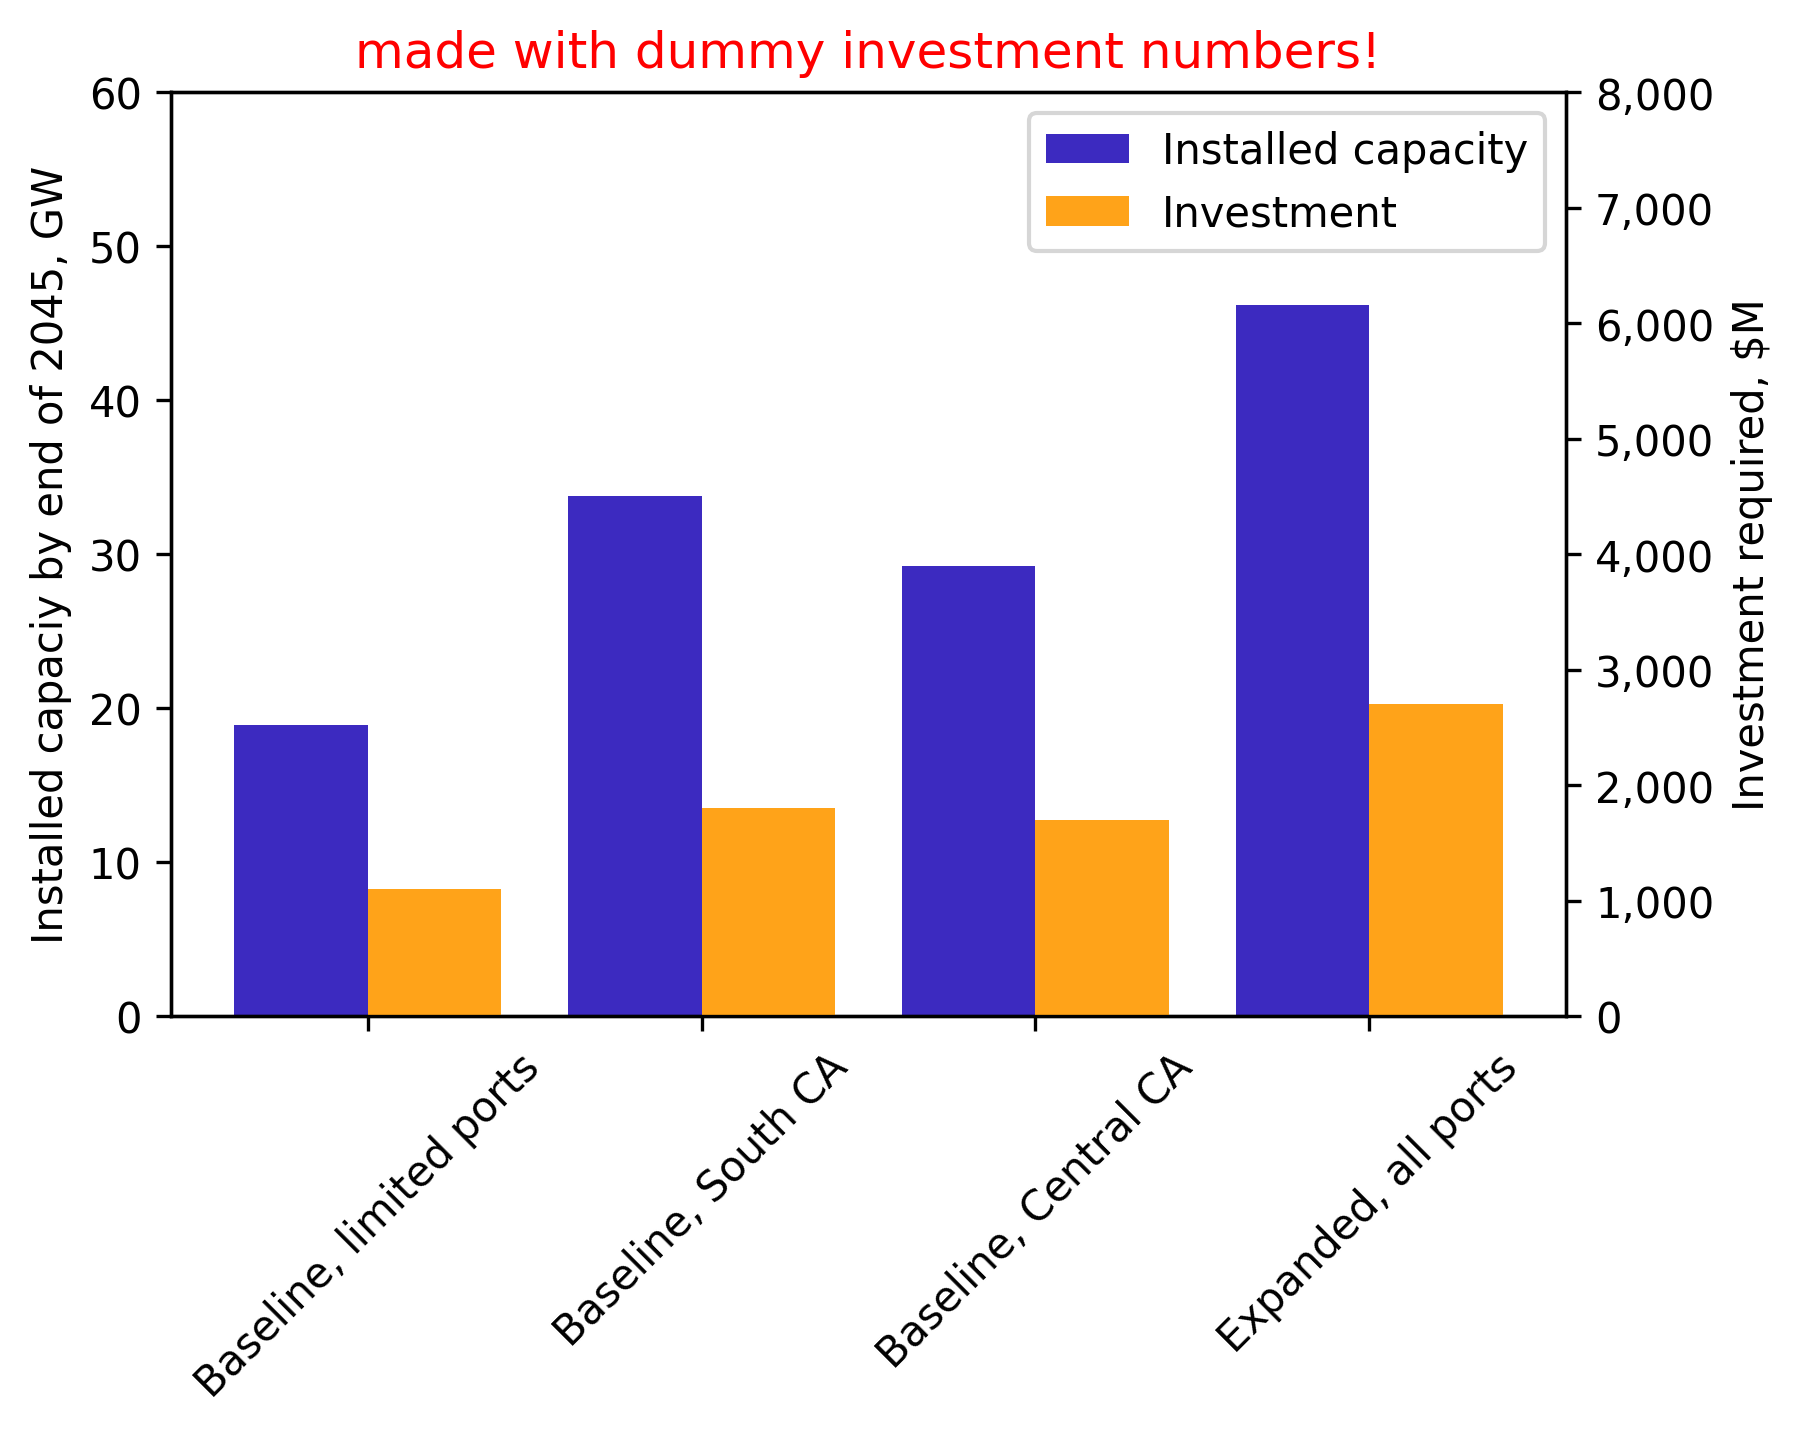 made with dummy investment numbers!
Installed capaciy by end of 2045, GW
60
50
40
30
20
10
0
Installed capacity
Investment
8,000
7,000
6,000
5,000
4,000
3,000
2,000
1,000
0
Investment required, $M
Baseline, limited ports
Baseline, South CA
Baseline, Central CA
Expanded, all ports